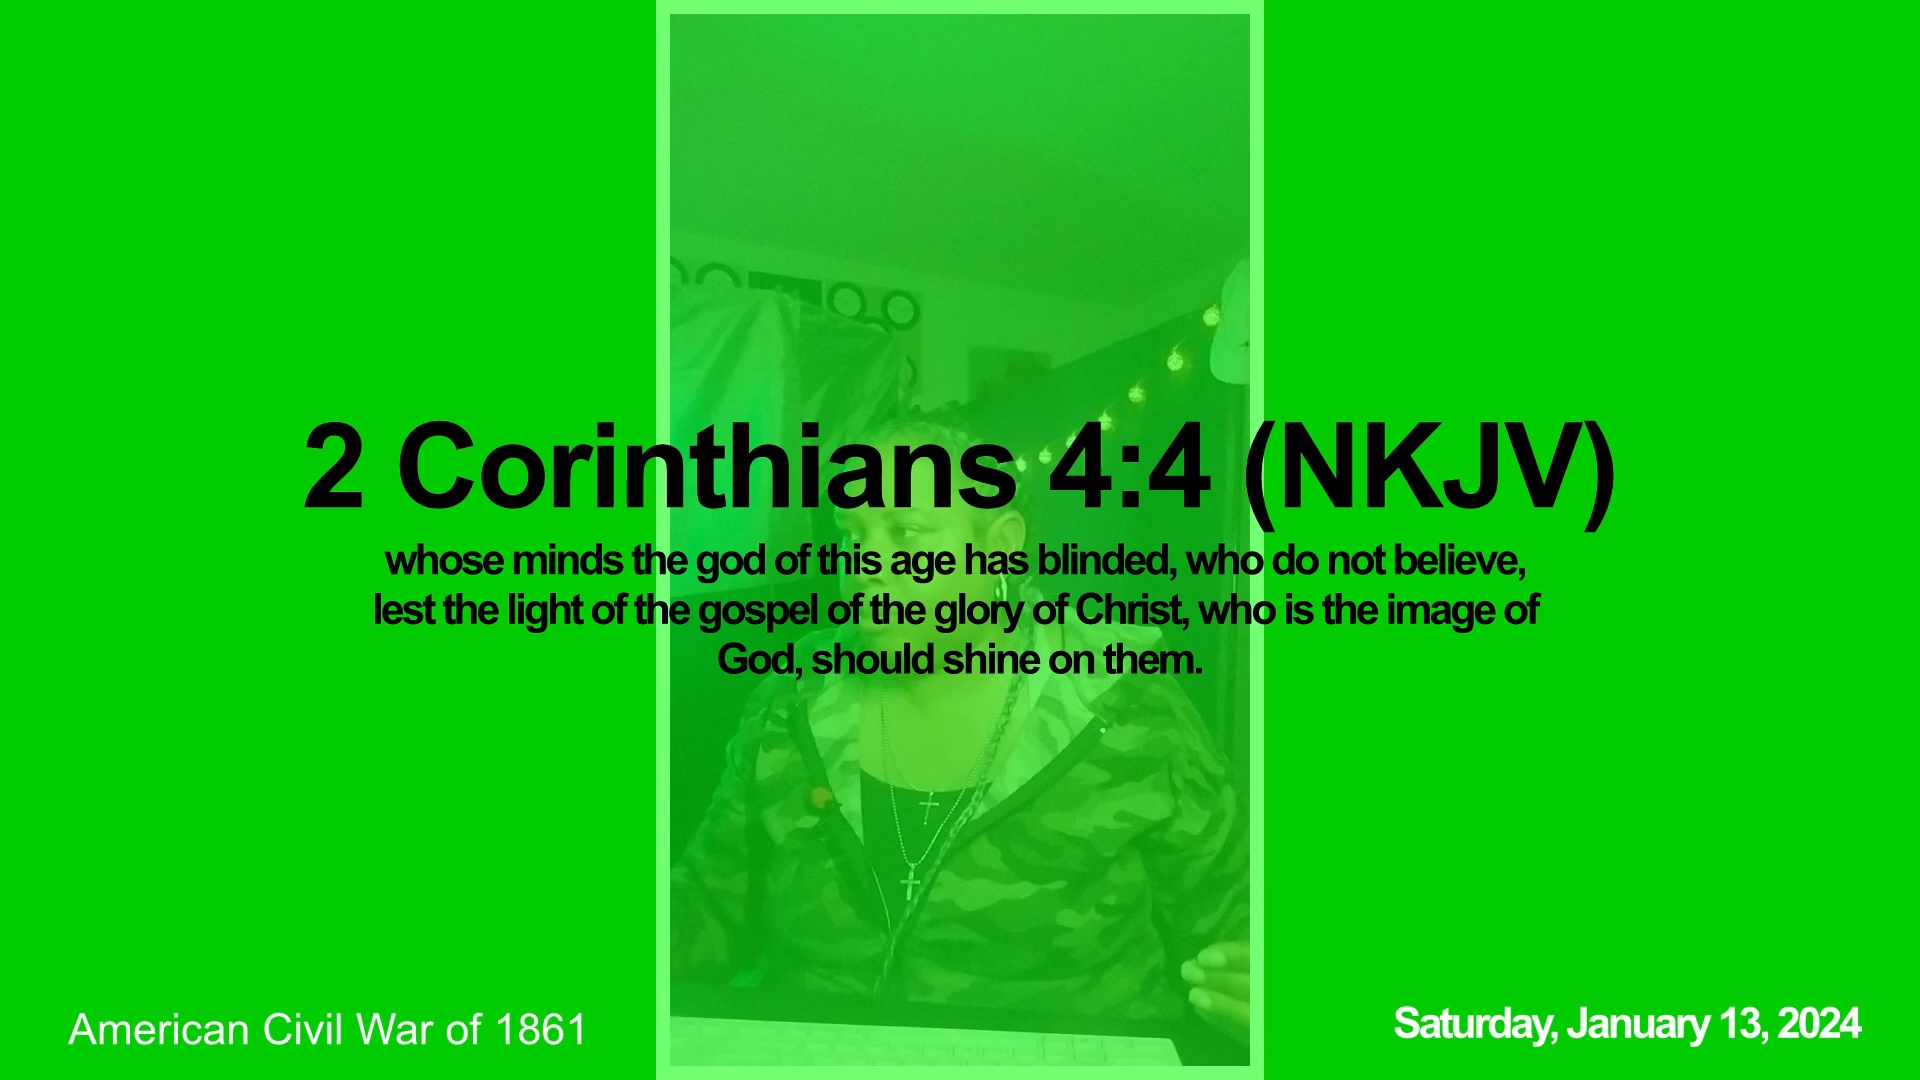 2 Corinthians 4:4 (NKJV)
whose minds the god of this age has blinded, who do not believe,
lest the light of the gospel of the glory of Christ, who is the image of
God, should shine on them.
American Civil War of 1861
Saturday, January 13, 2024